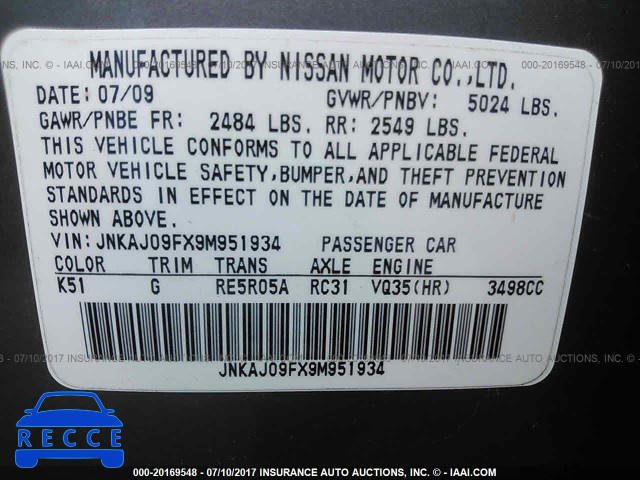 MANUFACTURED BY NISSAN MOTOR CO.,LTD.
DATE: 07/09 GVWR/PNBV: 5024 LBS.
GAWR/PNBE FR: 2484 LBS. RR: 2549 LBS.
THIS VEHICLE CONFORMS TO ALL APPLICABLE FEDERAL
MOTOR VEHICLE SAFETY,BUMPER,AND THEFT PREVENTION
STANDARDS IN EFFECT ON THE DATE OF MANUFACTURE
SHOWN ABOVE.
VIN: JNKAJ09FX9M951934 PASSENGER CAR
COLOR TRIM TRANS AXLE ENGINE
K51 G RE5R05A RC31 VQ35(HR) 3498CC
JNKAJ09FX9M951934
RECCE
000-20169548 - 07/10/2017 INSURANCE AUTO AUCTIONS, INC. - © IAAI.COM